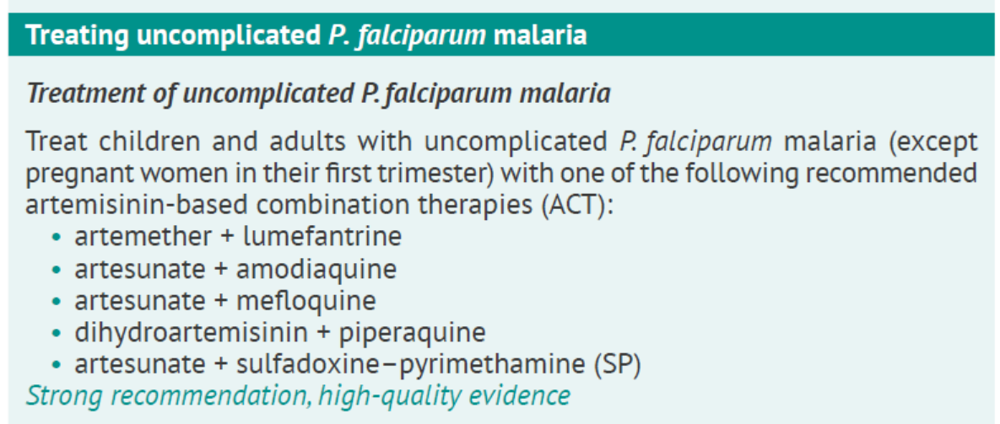 Treating uncomplicated P. falciparum malaria
Treatment of uncomplicated P. falciparum malaria
Treat children and adults with uncomplicated P. falciparum malaria (except
pregnant women in their first trimester) with one of the following recommended
artemisinin-based combination therapies (ACT):
• artemether + lumefantrine
• artesunate + amodiaquine
• artesunate + mefloquine
• dihydroartemisinin + piperaquine
• artesunate + sulfadoxine–pyrimethamine (SP)
Strong recommendation, high-quality evidence